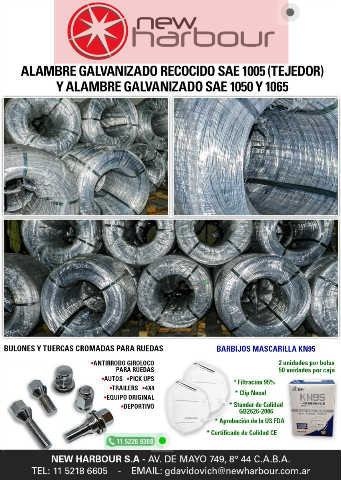 new
harbour
ALAMBRE GALVANIZADO RECOCIDO SAE 1005 (TEJEDOR)
Y ALAMBRE GALVANIZADO SAE 1050 Y 1065
BULONES Y TUERCAS CROMADAS PARA RUEDAS
•ANTIRROBO GIROLOCO
PARA RUEDAS
•AUTOS •PICK UPS
•TRAILERS •4X4
•EQUIPO ORIGINAL
•DEPORTIVO
11 5228 9308
BARBIJOS MASCARILLA KN95
2 unidades por bolsa
50 unidades por caja
* Filtración 95%
* Clip Nasal
* Standar de Calidad
GB2626-2006
* Aprobación de la US FDA
* Certificado de Calidad CE
KN95
NEW HARBOUR S.A - AV. DE MAYO 749, 8° 44 C.A.B.A.
TEL: 11 5218 6605 - EMAIL: gdavidovich@newharbour.com.ar